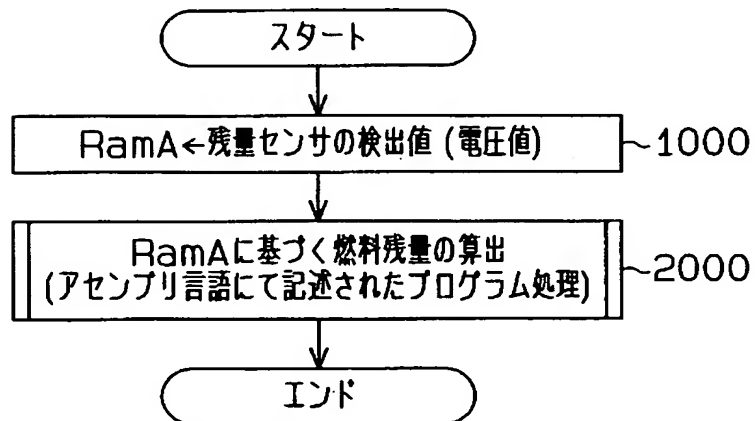 スタート
RamA←残量センサの検出値(電圧値) ~1000
RamAに基づく燃料残量の算出
(アセンブリ言語にて記述されたプログラム処理) ~2000
エンド